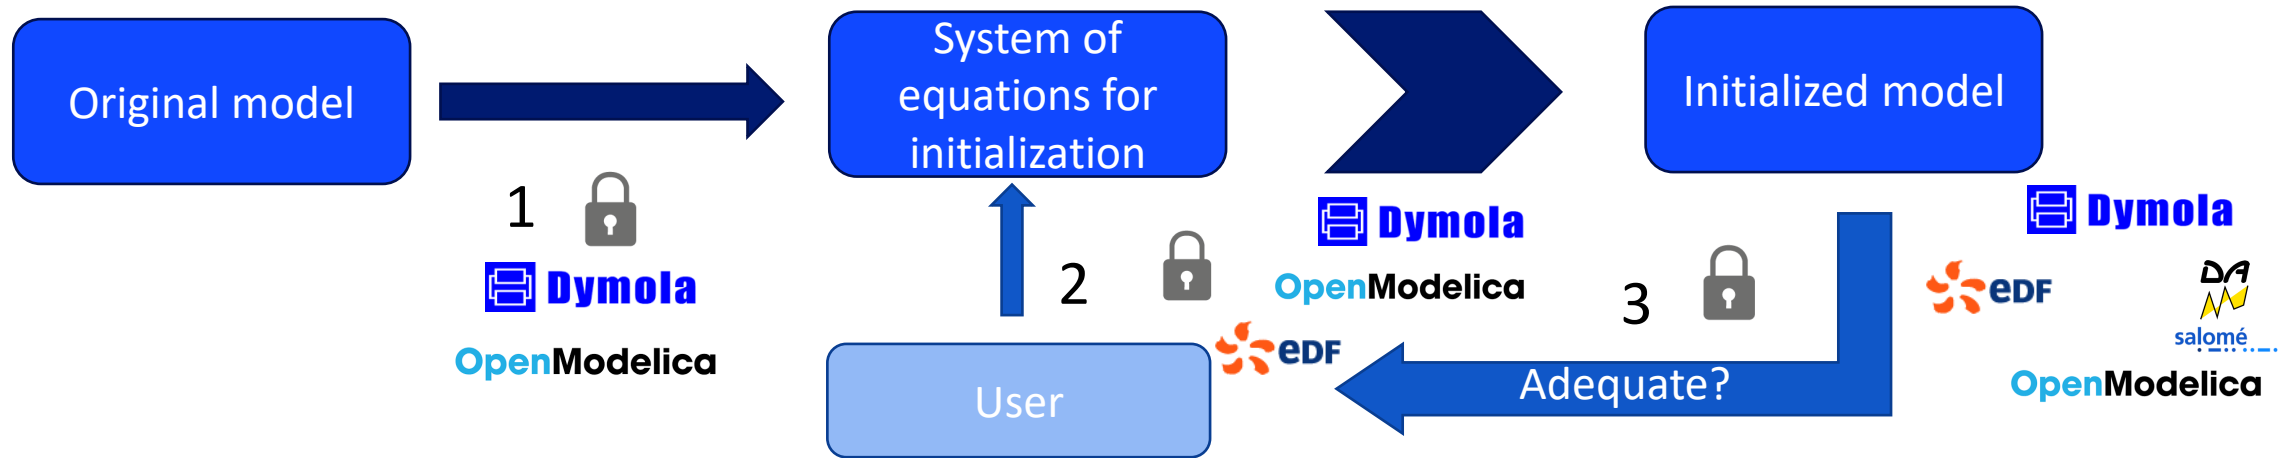 Original model
System of
equations for
initialization
Initialized model
1
Dymola
OpenModelica
2
Dymola
OpenModelica
eDF
User
3
Adequate?
Dymola
eDF
DA
salomé
OpenModelica